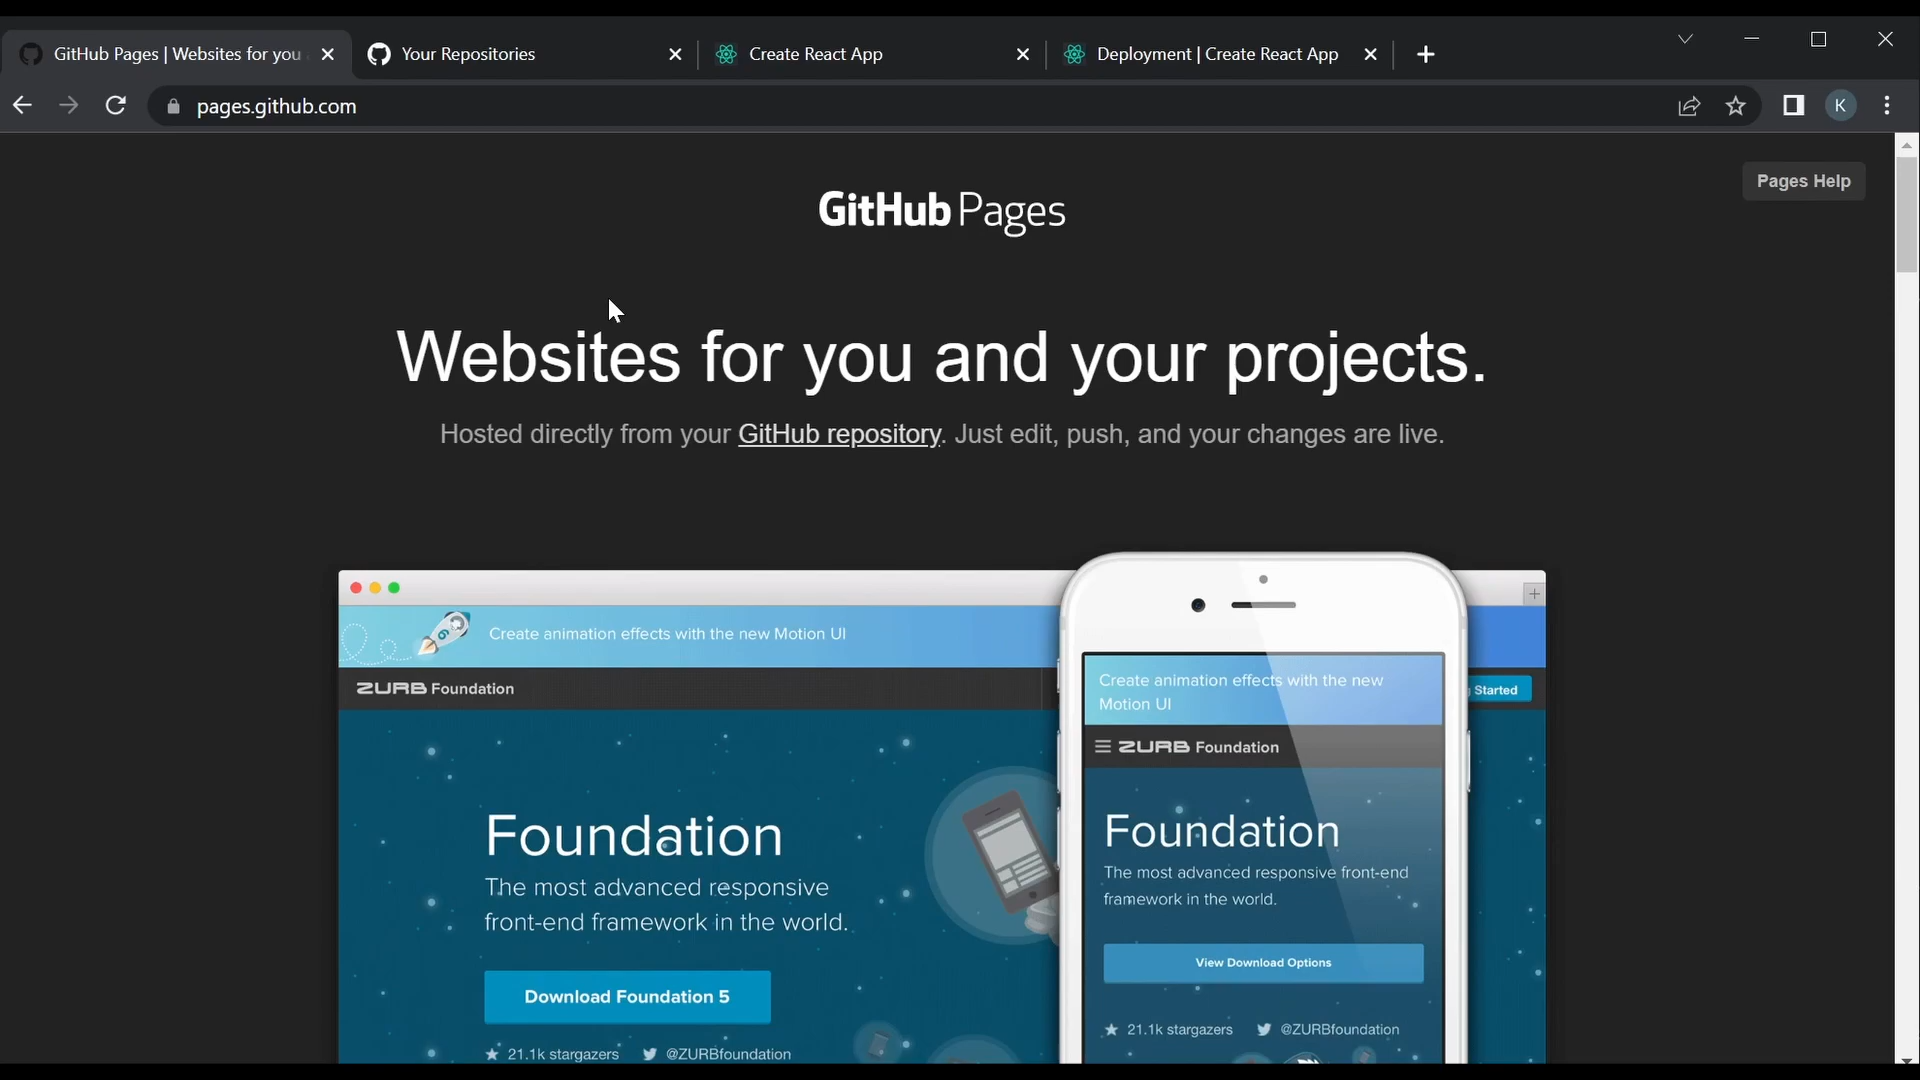 GitHub Pages | Websites for you
Your Repositories
Create React App
Deployment | Create React App
pages.github.com
K
Pages Help
GitHub Pages
Websites for you and your projects.
Hosted directly from your GitHub repository. Just edit, push, and your changes are live.
6
Create animation effects with the new Motion UI
ZURB Foundation
Started
Foundation
The most advanced responsive
front-end framework in the world.
Download Foundation 5
21.1k stargazers @ZURBfoundation
Create animation effects with the new
Motion UI
ZURB Foundation
Foundation
The most advanced responsive front-end
framework in the world.
View Download Options
21.1k stargazers @ZURBfoundation